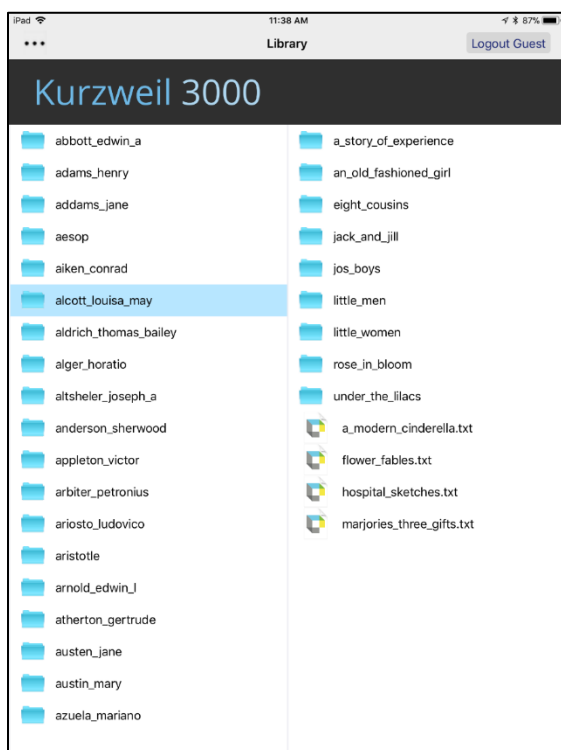 iPad 11:38 AM 87%
••• Library Logout Guest
Kurzweil 3000
abbott_edwin_a
adams_henry
addams_jane
aesop
aiken_conrad
alcott_louisa_may
aldrich_thomas_bailey
alger_horatio
altsheler_joseph_a
anderson_sherwood
appleton_victor
arbiter_petronius
ariosto_ludovico
aristotle
arnold_edwin_l
atherton_gertrude
austen_jane
austin_mary
azuela_mariano
a_story_of_experience
an_old_fashioned_girl
eight_cousins
jack_and_jill
jos_boys
little_men
little_women
rose_in_bloom
under_the_lilacs
a_modern_cinderella.txt
flower_fables.txt
hospital_sketches.txt
marjories_three_gifts.txt